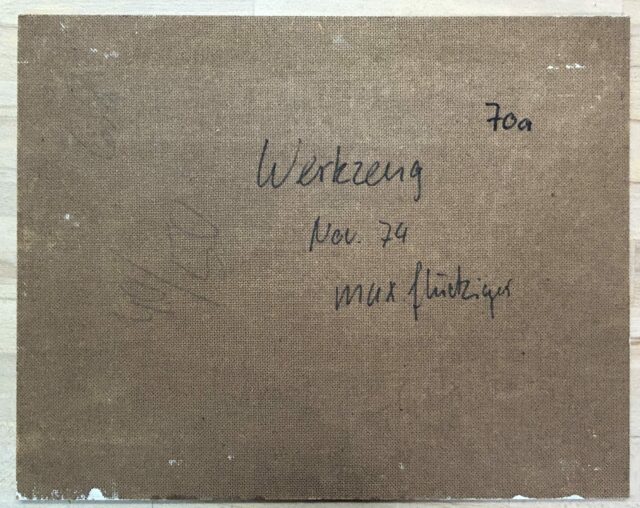 70a
Werkzeug
Nov. 74
max flückiger